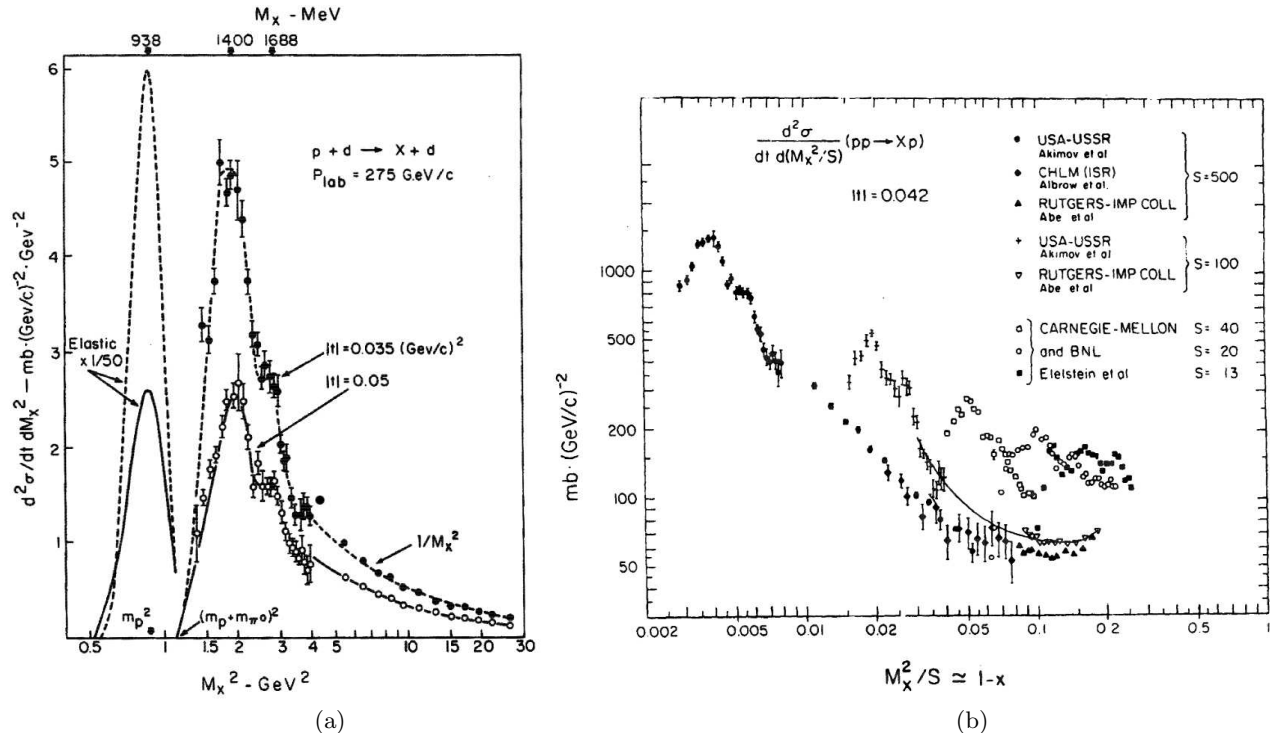 M_x - MeV
938 1400 1688
6
5
4
3
2
1
d²σ/dt dM_x² – mb·(GeV/c)⁻²·Gev⁻²
p + d → X + d
P_lab = 275 GeV/c
Elastic
x 1/50
|t| = 0.035 (GeV/c)²
|t| = 0.05
1/M_x²
m_p²
(m_p + m_π⁰)²
0.5 1 1.5 2 3 4 5 10 15 20 30
M_x² – GeV²
(a)
d²σ
dt d(M_x²/S)
(pp → Xp)
|t| = 0.042
USA-USSR
Akimov et al
CHLM (ISR)
Albrow et al.
RUTGERS-IMP COLL
Abe et al
S=500
USA-USSR
Akimov et al
RUTGERS-IMP COLL
Abe et al
S=100
CARNEGIE-MELLON S= 40
and BNL S= 20
Elelstein et al S= 13
1000
500
200
100
50
mb·(GeV/c)⁻²
0.002 0.005 0.01 0.02 0.05 0.1 0.2 0.5 1
M_x²/S ≃ 1-x
(b)